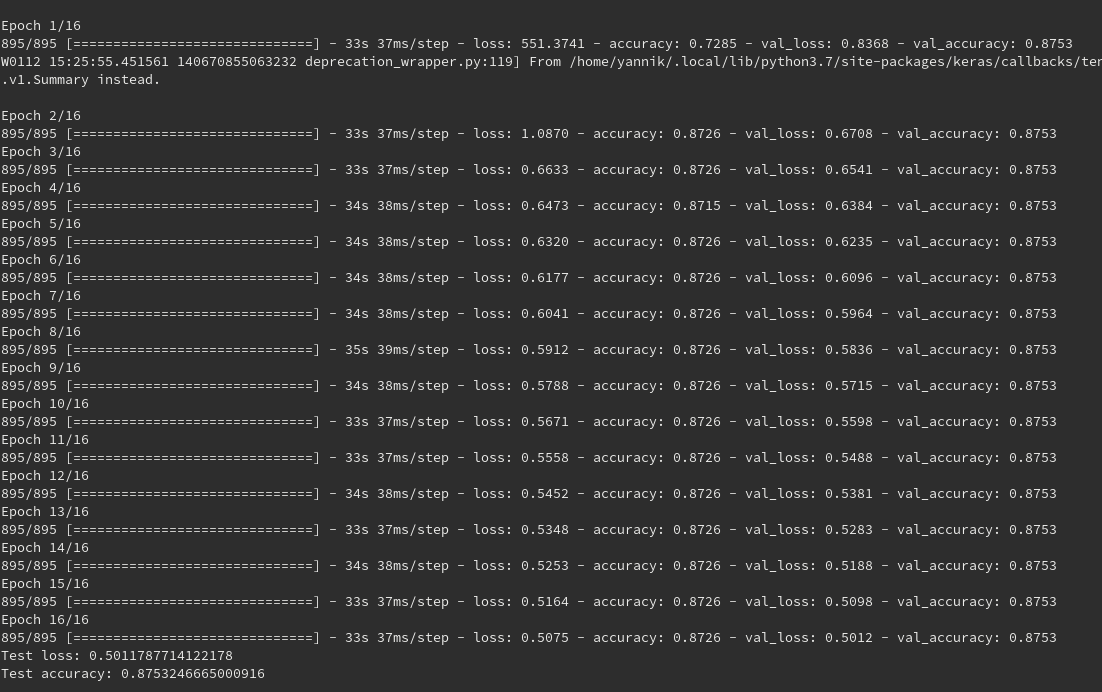 Epoch 1/16
895/895 [==============================] - 33s 37ms/step - loss: 551.3741 - accuracy: 0.7285 - val_loss: 0.8368 - val_accuracy: 0.8753
W0112 15:25:55.451561 140670855063232 deprecation_wrapper.py:119] From /home/yannik/.local/lib/python3.7/site-packages/keras/callbacks/ten
.v1.Summary instead.
Epoch 2/16
895/895 [==============================] - 33s 37ms/step - loss: 1.0870 - accuracy: 0.8726 - val_loss: 0.6708 - val_accuracy: 0.8753
Epoch 3/16
895/895 [==============================] - 33s 37ms/step - loss: 0.6633 - accuracy: 0.8726 - val_loss: 0.6541 - val_accuracy: 0.8753
Epoch 4/16
895/895 [==============================] - 34s 38ms/step - loss: 0.6473 - accuracy: 0.8715 - val_loss: 0.6384 - val_accuracy: 0.8753
Epoch 5/16
895/895 [==============================] - 34s 38ms/step - loss: 0.6320 - accuracy: 0.8726 - val_loss: 0.6235 - val_accuracy: 0.8753
Epoch 6/16
895/895 [==============================] - 34s 38ms/step - loss: 0.6177 - accuracy: 0.8726 - val_loss: 0.6096 - val_accuracy: 0.8753
Epoch 7/16
895/895 [==============================] - 34s 38ms/step - loss: 0.6041 - accuracy: 0.8726 - val_loss: 0.5964 - val_accuracy: 0.8753
Epoch 8/16
895/895 [==============================] - 35s 39ms/step - loss: 0.5912 - accuracy: 0.8726 - val_loss: 0.5836 - val_accuracy: 0.8753
Epoch 9/16
895/895 [==============================] - 34s 38ms/step - loss: 0.5788 - accuracy: 0.8726 - val_loss: 0.5715 - val_accuracy: 0.8753
Epoch 10/16
895/895 [==============================] - 33s 37ms/step - loss: 0.5671 - accuracy: 0.8726 - val_loss: 0.5598 - val_accuracy: 0.8753
Epoch 11/16
895/895 [==============================] - 33s 37ms/step - loss: 0.5558 - accuracy: 0.8726 - val_loss: 0.5488 - val_accuracy: 0.8753
Epoch 12/16
895/895 [==============================] - 34s 38ms/step - loss: 0.5452 - accuracy: 0.8726 - val_loss: 0.5381 - val_accuracy: 0.8753
Epoch 13/16
895/895 [==============================] - 33s 37ms/step - loss: 0.5348 - accuracy: 0.8726 - val_loss: 0.5283 - val_accuracy: 0.8753
Epoch 14/16
895/895 [==============================] - 34s 38ms/step - loss: 0.5253 - accuracy: 0.8726 - val_loss: 0.5188 - val_accuracy: 0.8753
Epoch 15/16
895/895 [==============================] - 33s 37ms/step - loss: 0.5164 - accuracy: 0.8726 - val_loss: 0.5098 - val_accuracy: 0.8753
Epoch 16/16
895/895 [==============================] - 33s 37ms/step - loss: 0.5075 - accuracy: 0.8726 - val_loss: 0.5012 - val_accuracy: 0.8753
Test loss: 0.5011787714122178
Test accuracy: 0.8753246665000916